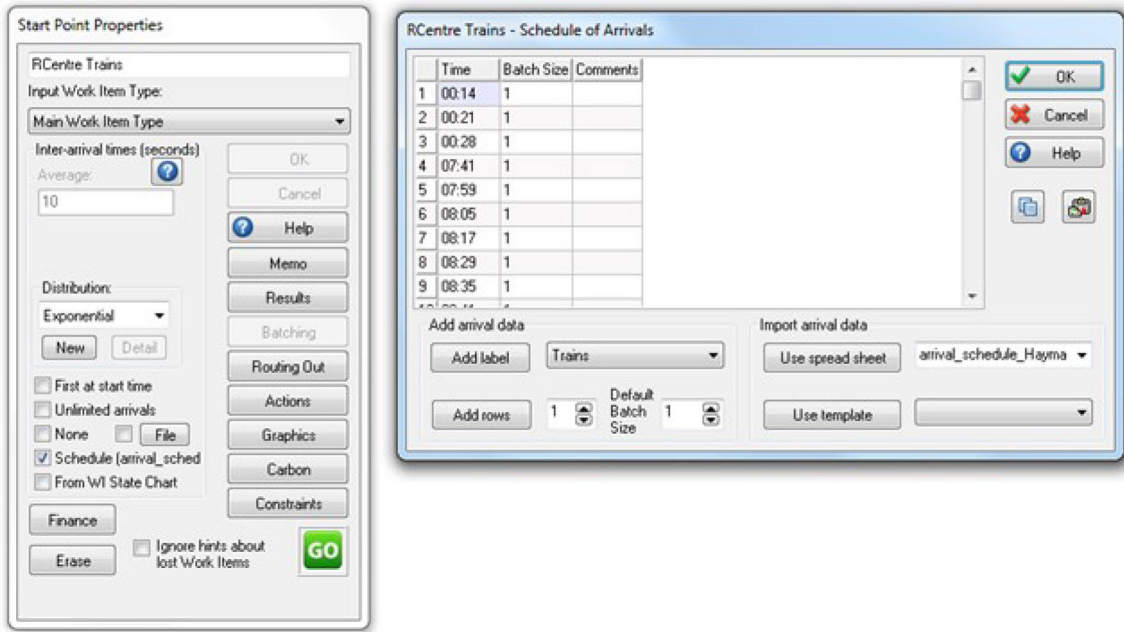 Start Point Properties
RCentre Trains
Input Work Item Type:
Main Work Item Type
Inter-arrival times (seconds)
Average:
10
Distribution:
Exponential
New Detail
First at start time
Unlimited arrivals
None File
Schedule (arrival_sched
From WI State Chart
OK
Cancel
Help
Memo
Results
Batching
Routing Out
Actions
Graphics
Carbon
Constraints
Finance
Erase
Ignore hints about
lost Work Items
GO
RCentre Trains - Schedule of Arrivals
Time Batch Size Comments
1 00:14 1
2 00:21 1
3 00:28 1
4 07:41 1
5 07:59 1
6 08:05 1
7 08:17 1
8 08:29 1
9 08:35 1
OK
Cancel
Help
Add arrival data
Add label Trains
Add rows 1 Default Batch Size 1
Import arrival data
Use spread sheet arrival_schedule_Hayma
Use template